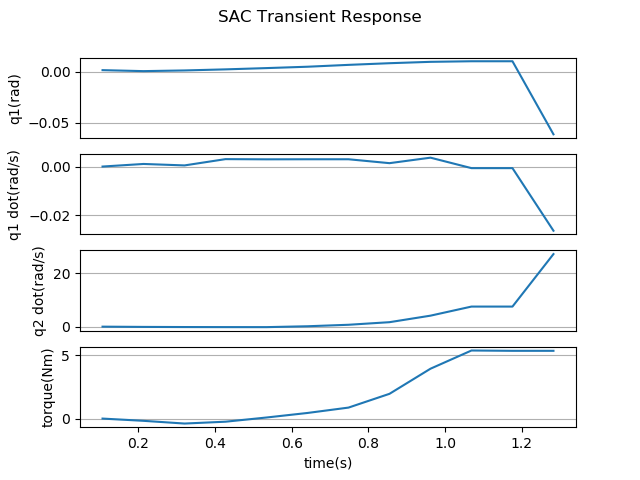 SAC Transient Response
q1(rad)
0.00
−0.05
q1 dot(rad/s)
0.00
−0.02
q2 dot(rad/s)
20
0
torque(Nm)
5
0
0.2 0.4 0.6 0.8 1.0 1.2
time(s)